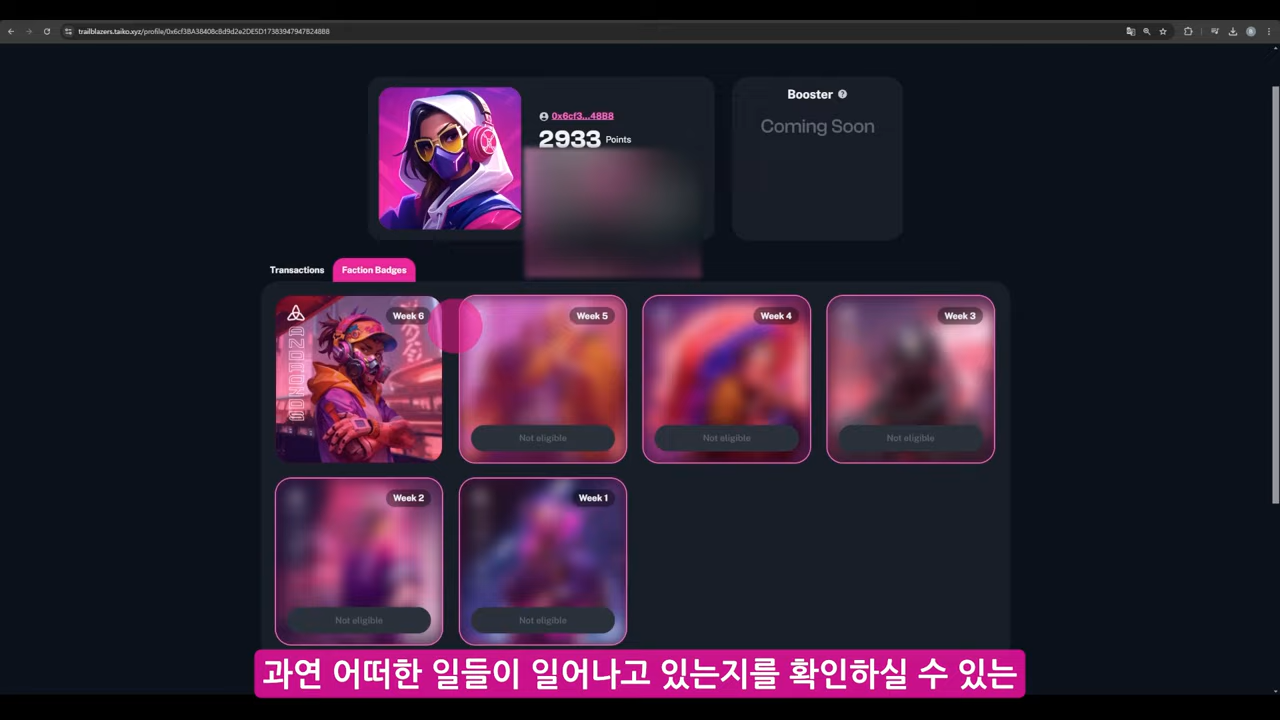 trailblazers.taiko.xyz/profile/0x6cf3BA38408cBd9d2e2DE5D17383947947B248B8
0x6cf3...48B8
2933 Points
Booster
Coming Soon
Transactions
Faction Badges
Week 6
Week 5
Week 4
Week 3
Not eligible
Not eligible
Not eligible
Week 2
Week 1
Not eligible
Not eligible
과연 어떠한 일들이 일어나고 있는지를 확인하실 수 있는